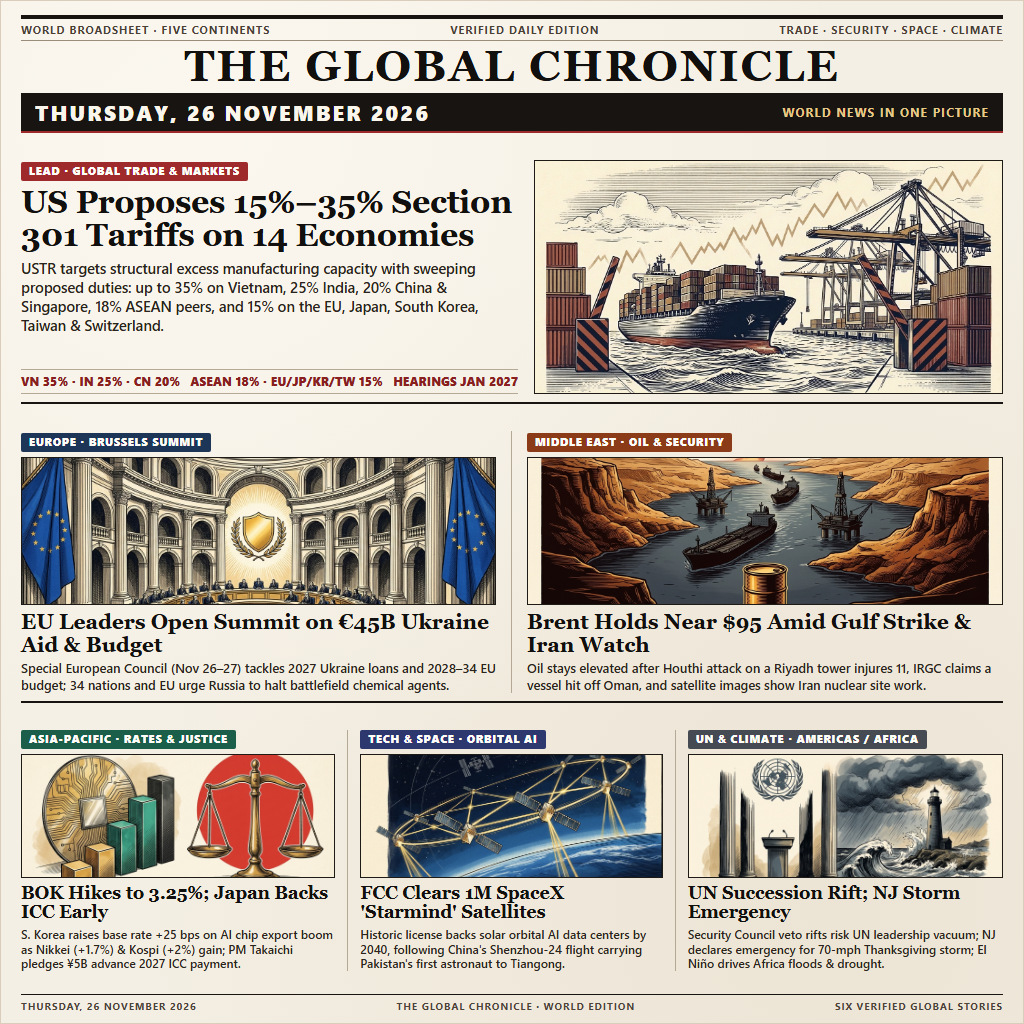 WORLD BROADSHEET · FIVE CONTINENTS
VERIFIED DAILY EDITION
TRADE · SECURITY · SPACE · CLIMATE
THE GLOBAL CHRONICLE
THURSDAY, 26 NOVEMBER 2026
WORLD NEWS IN ONE PICTURE
LEAD · GLOBAL TRADE & MARKETS
US Proposes 15%–35% Section
301 Tariffs on 14 Economies
USTR targets structural excess manufacturing capacity with sweeping
proposed duties: up to 35% on Vietnam, 25% India, 20% China &
Singapore, 18% ASEAN peers, and 15% on the EU, Japan, South Korea,
Taiwan & Switzerland.
VN 35% · IN 25% · CN 20%
ASEAN 18% · EU/JP/KR/TW 15%
HEARINGS JAN 2027
EUROPE · BRUSSELS SUMMIT
EU Leaders Open Summit on €45B Ukraine
Aid & Budget
Special European Council (Nov 26–27) tackles 2027 Ukraine loans and 2028–34 EU
budget; 34 nations and EU urge Russia to halt battlefield chemical agents.
MIDDLE EAST · OIL & SECURITY
Brent Holds Near $95 Amid Gulf Strike &
Iran Watch
Oil stays elevated after Houthi attack on a Riyadh tower injures 11, IRGC claims a
vessel hit off Oman, and satellite images show Iran nuclear site work.
ASIA-PACIFIC · RATES & JUSTICE
BOK Hikes to 3.25%; Japan Backs
ICC Early
S. Korea raises base rate +25 bps on AI chip export boom
as Nikkei (+1.7%) & Kospi (+2%) gain; PM Takaichi
pledges ¥5B advance 2027 ICC payment.
TECH & SPACE · ORBITAL AI
FCC Clears 1M SpaceX
'Starmind' Satellites
Historic license backs solar orbital AI data centers by
2040, following China's Shenzhou-24 flight carrying
Pakistan's first astronaut to Tiangong.
UN & CLIMATE · AMERICAS / AFRICA
UN Succession Rift; NJ Storm
Emergency
Security Council veto rifts risk UN leadership vacuum; NJ
declares emergency for 70-mph Thanksgiving storm; El
Niño drives Africa floods & drought.
THURSDAY, 26 NOVEMBER 2026
THE GLOBAL CHRONICLE · WORLD EDITION
SIX VERIFIED GLOBAL STORIES